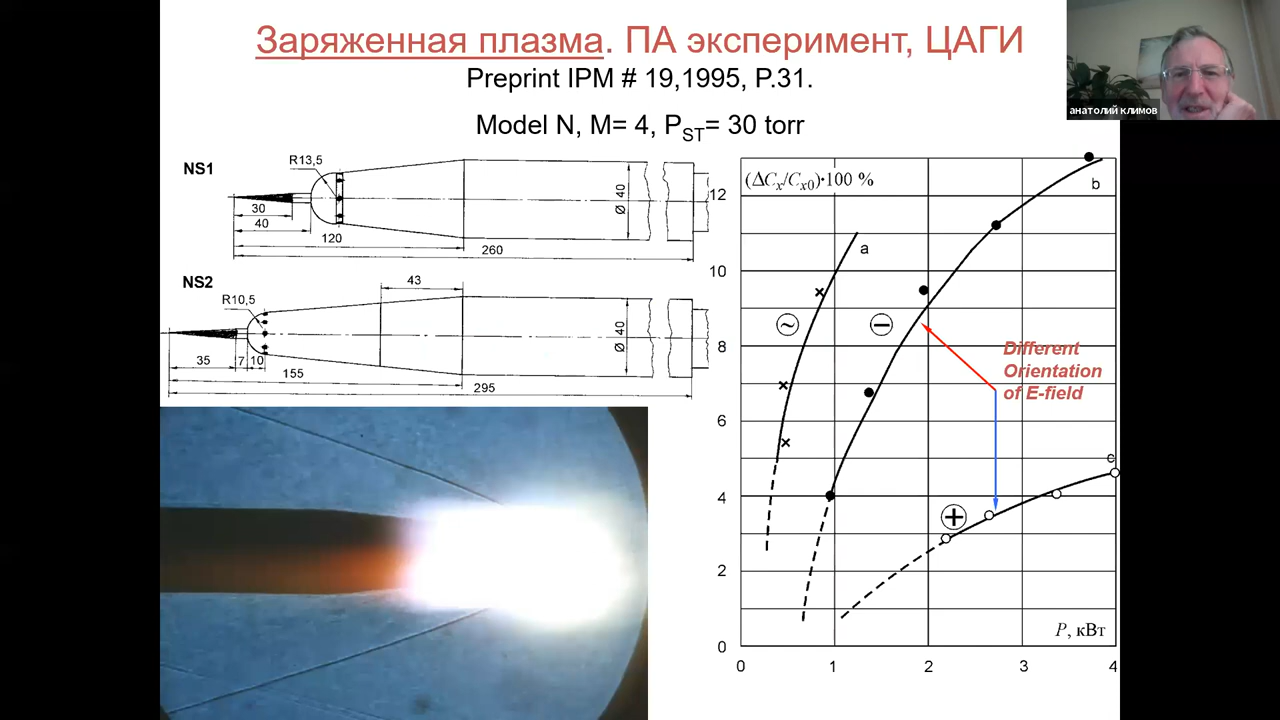 Заряженная плазма. ПА эксперимент, ЦАГИ
Preprint IPM # 19,1995, P.31.
Model N, M= 4, PST= 30 torr
анатолий климов
NS1
R13,5
30
40
120
260
Ø 40
NS2
R10,5
43
35
7
10
155
295
Ø 40
(ΔCx/Cx0)·100 %
12
10
8
6
4
2
0
a
b
c
~
−
+
Different
Orientation
of E-field
P, кВт
0
1
2
3
4